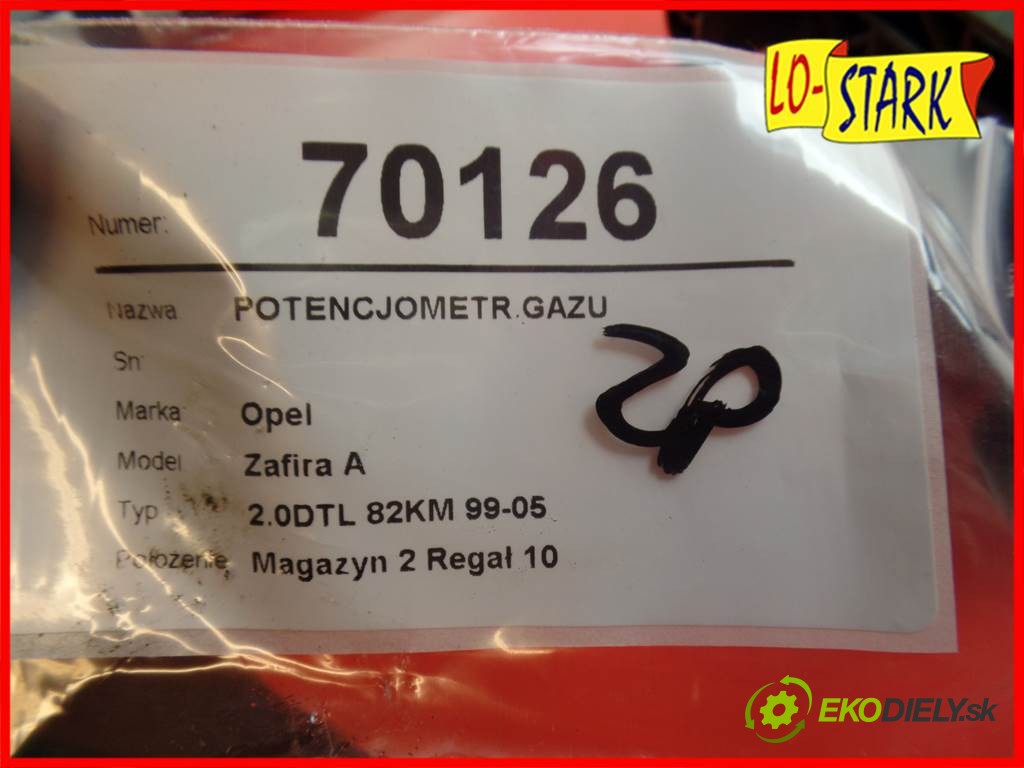 LO-STARK
Numer: 70126
Nazwa POTENCJOMETR.GAZU
Sn
Marka Opel
Model Zafira A
Typ 2.0DTL 82KM 99-05
Położenie Magazyn 2 Regał 10
EKODIELY.sk